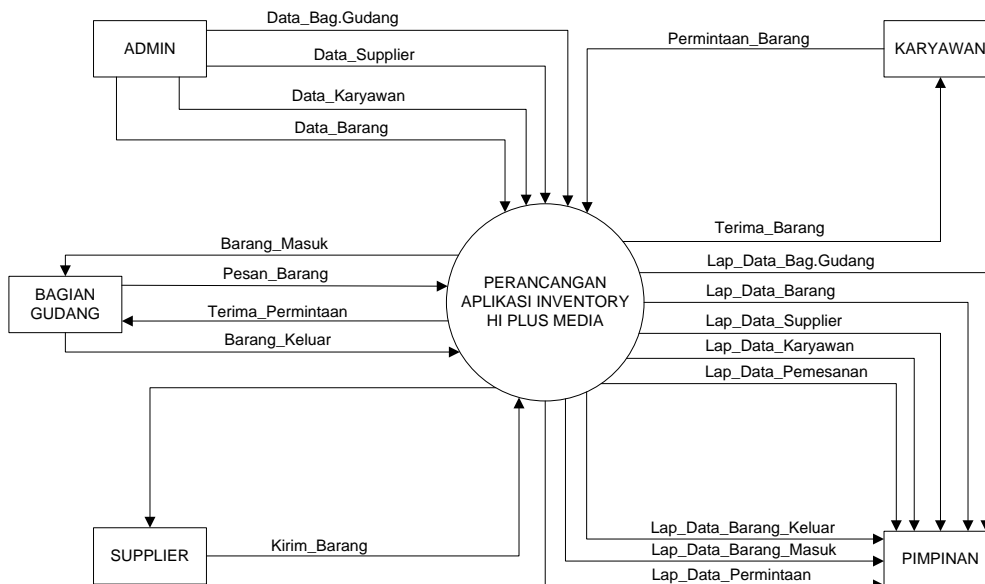 Data_Bag.Gudang
ADMIN
Permintaan_Barang
KARYAWAN
Data_Supplier
Data_Karyawan
Data_Barang
Terima_Barang
Barang_Masuk
Lap_Data_Bag.Gudang
Pesan_Barang
BAGIAN
GUDANG
PERANCANGAN
APLIKASI INVENTORY
HI PLUS MEDIA
Lap_Data_Barang
Terima_Permintaan
Lap_Data_Supplier
Barang_Keluar
Lap_Data_Karyawan
Lap_Data_Pemesanan
Lap_Data_Barang_Keluar
SUPPLIER
Kirim_Barang
Lap_Data_Barang_Masuk
PIMPINAN
Lap_Data_Permintaan